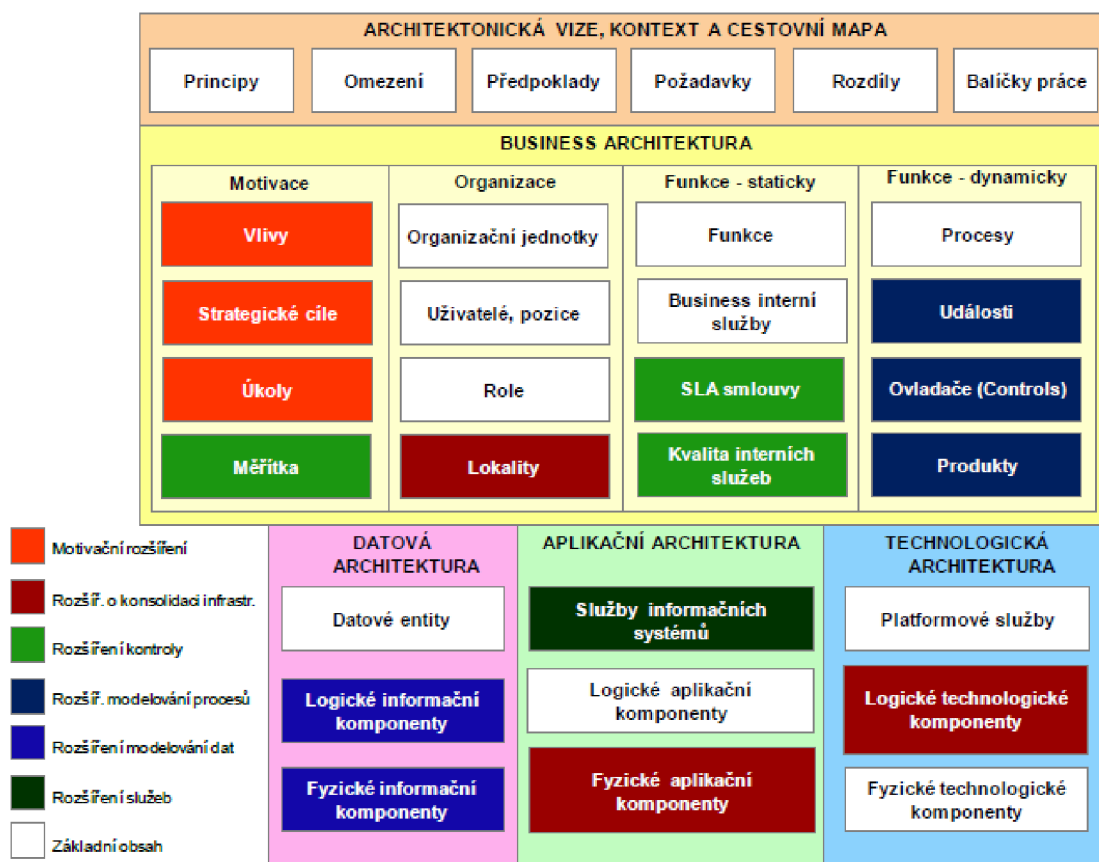 ARCHITEKTONICKÁ VIZE, KONTEXT A CESTOVNÍ MAPA
Principy
Omezení
Předpoklady
Požadavky
Rozdíly
Balíčky práce
BUSINESS ARCHITEKTURA
Motivace
Vlivy
Strategické cíle
Úkoly
Měřítka
Organizace
Organizační jednotky
Uživatelé, pozice
Role
Lokality
Funkce - staticky
Funkce
Business interní
služby
SLA smlouvy
Kvalita interních
služeb
Funkce - dynamicky
Procesy
Události
Ovladače (Controls)
Produkty
Motivační rozšíření
Rozšíř. o konsolidaci infrastr.
Rozšíření kontroly
Rozšíř. modelování procesů
Rozšíření modelování dat
Rozšíření služeb
Základní obsah
DATOVÁ
ARCHITEKTURA
Datové entity
Logické informační
komponenty
Fyzické informační
komponenty
APLIKAČNÍ ARCHITEKTURA
Služby informačních
systémů
Logické aplikační
komponenty
Fyzické aplikační
komponenty
TECHNOLOGICKÁ
ARCHITEKTURA
Platformové služby
Logické technologické
komponenty
Fyzické technologické
komponenty